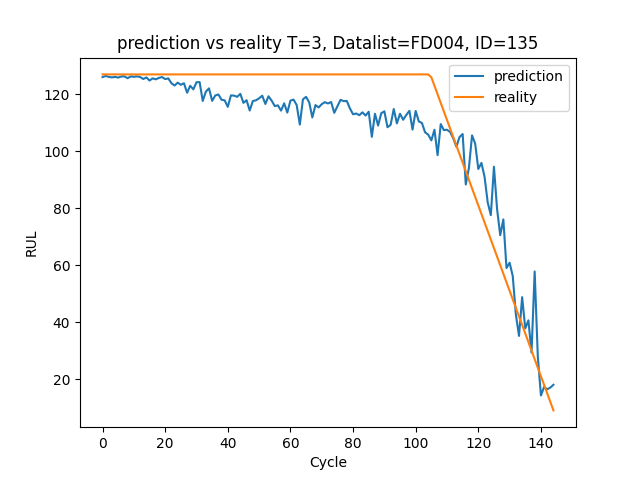 prediction vs reality T=3, Datalist=FD004, ID=135
prediction
reality
RUL
120
100
80
60
40
20
0 20 40 60 80 100 120 140
Cycle